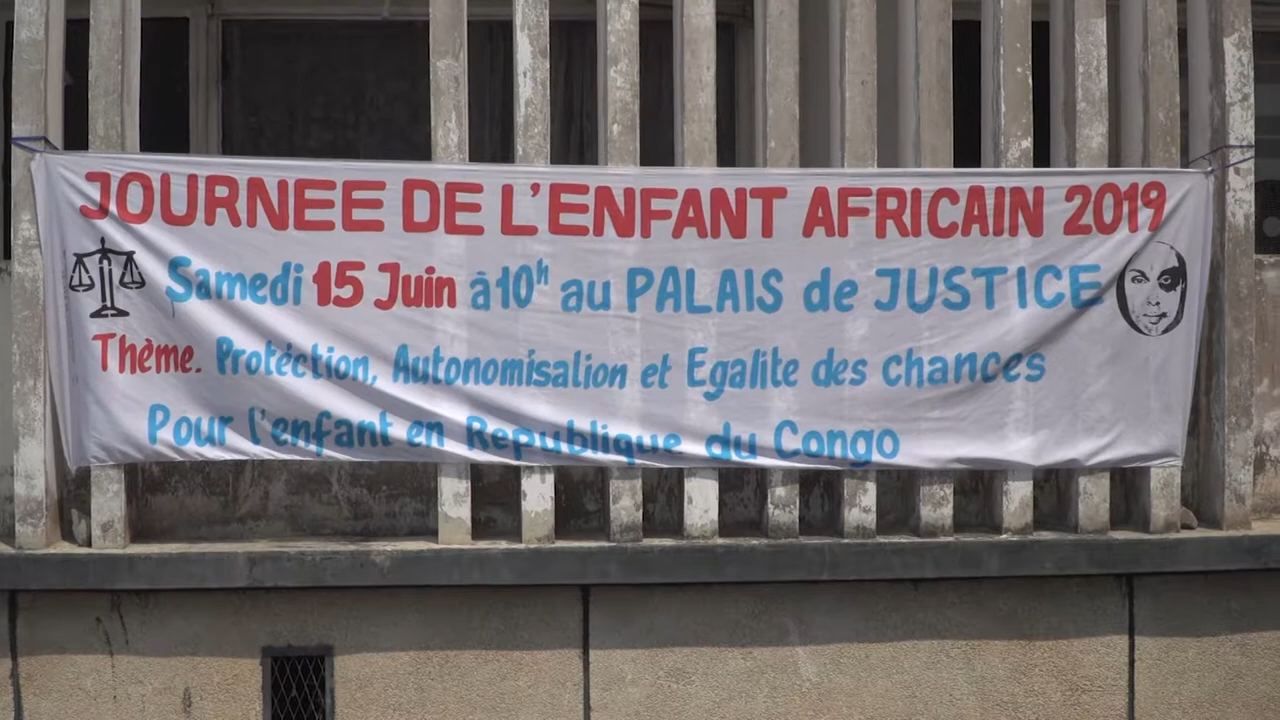 JOURNEE DE L'ENFANT AFRICAIN 2019
Samedi 15 Juin à 10h au PALAIS de JUSTICE
Thème. Protéction, Autonomisation et Egalite des chances
Pour l'enfant en Republique du Congo